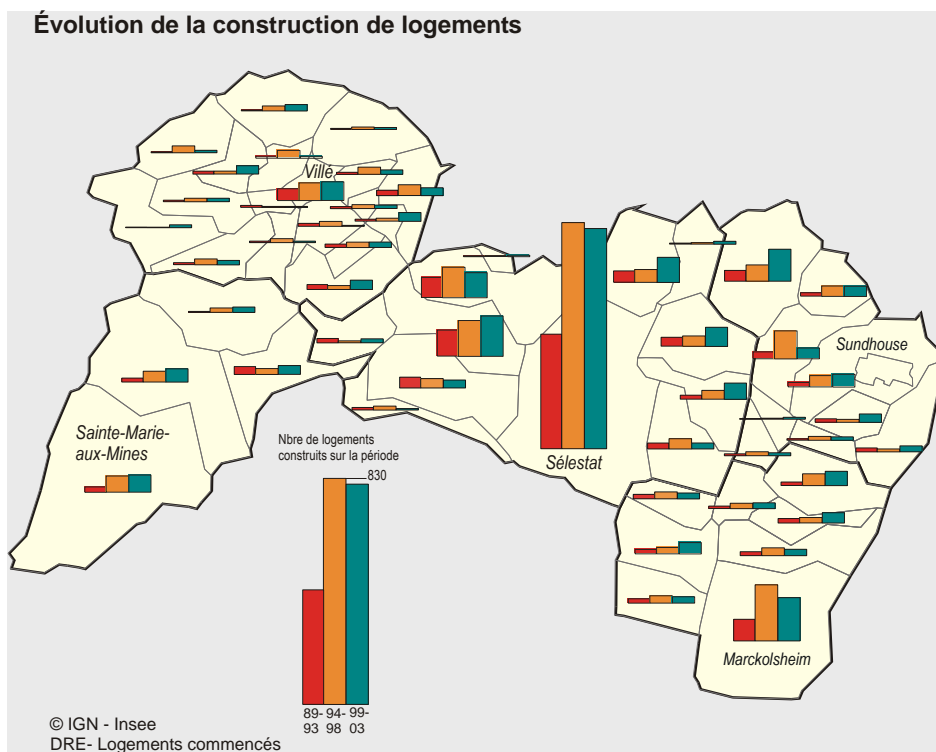 Évolution de la construction de logements
Villé
Sundhouse
Sainte-Marie-
aux-Mines
Nbre de logements
construits sur la période
830
Sélestat
Marckolsheim
89- 94- 99-
93 98 03
© IGN - Insee
DRE- Logements commencés